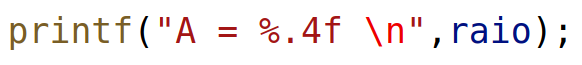 printf("A = %.4f \n",raio);